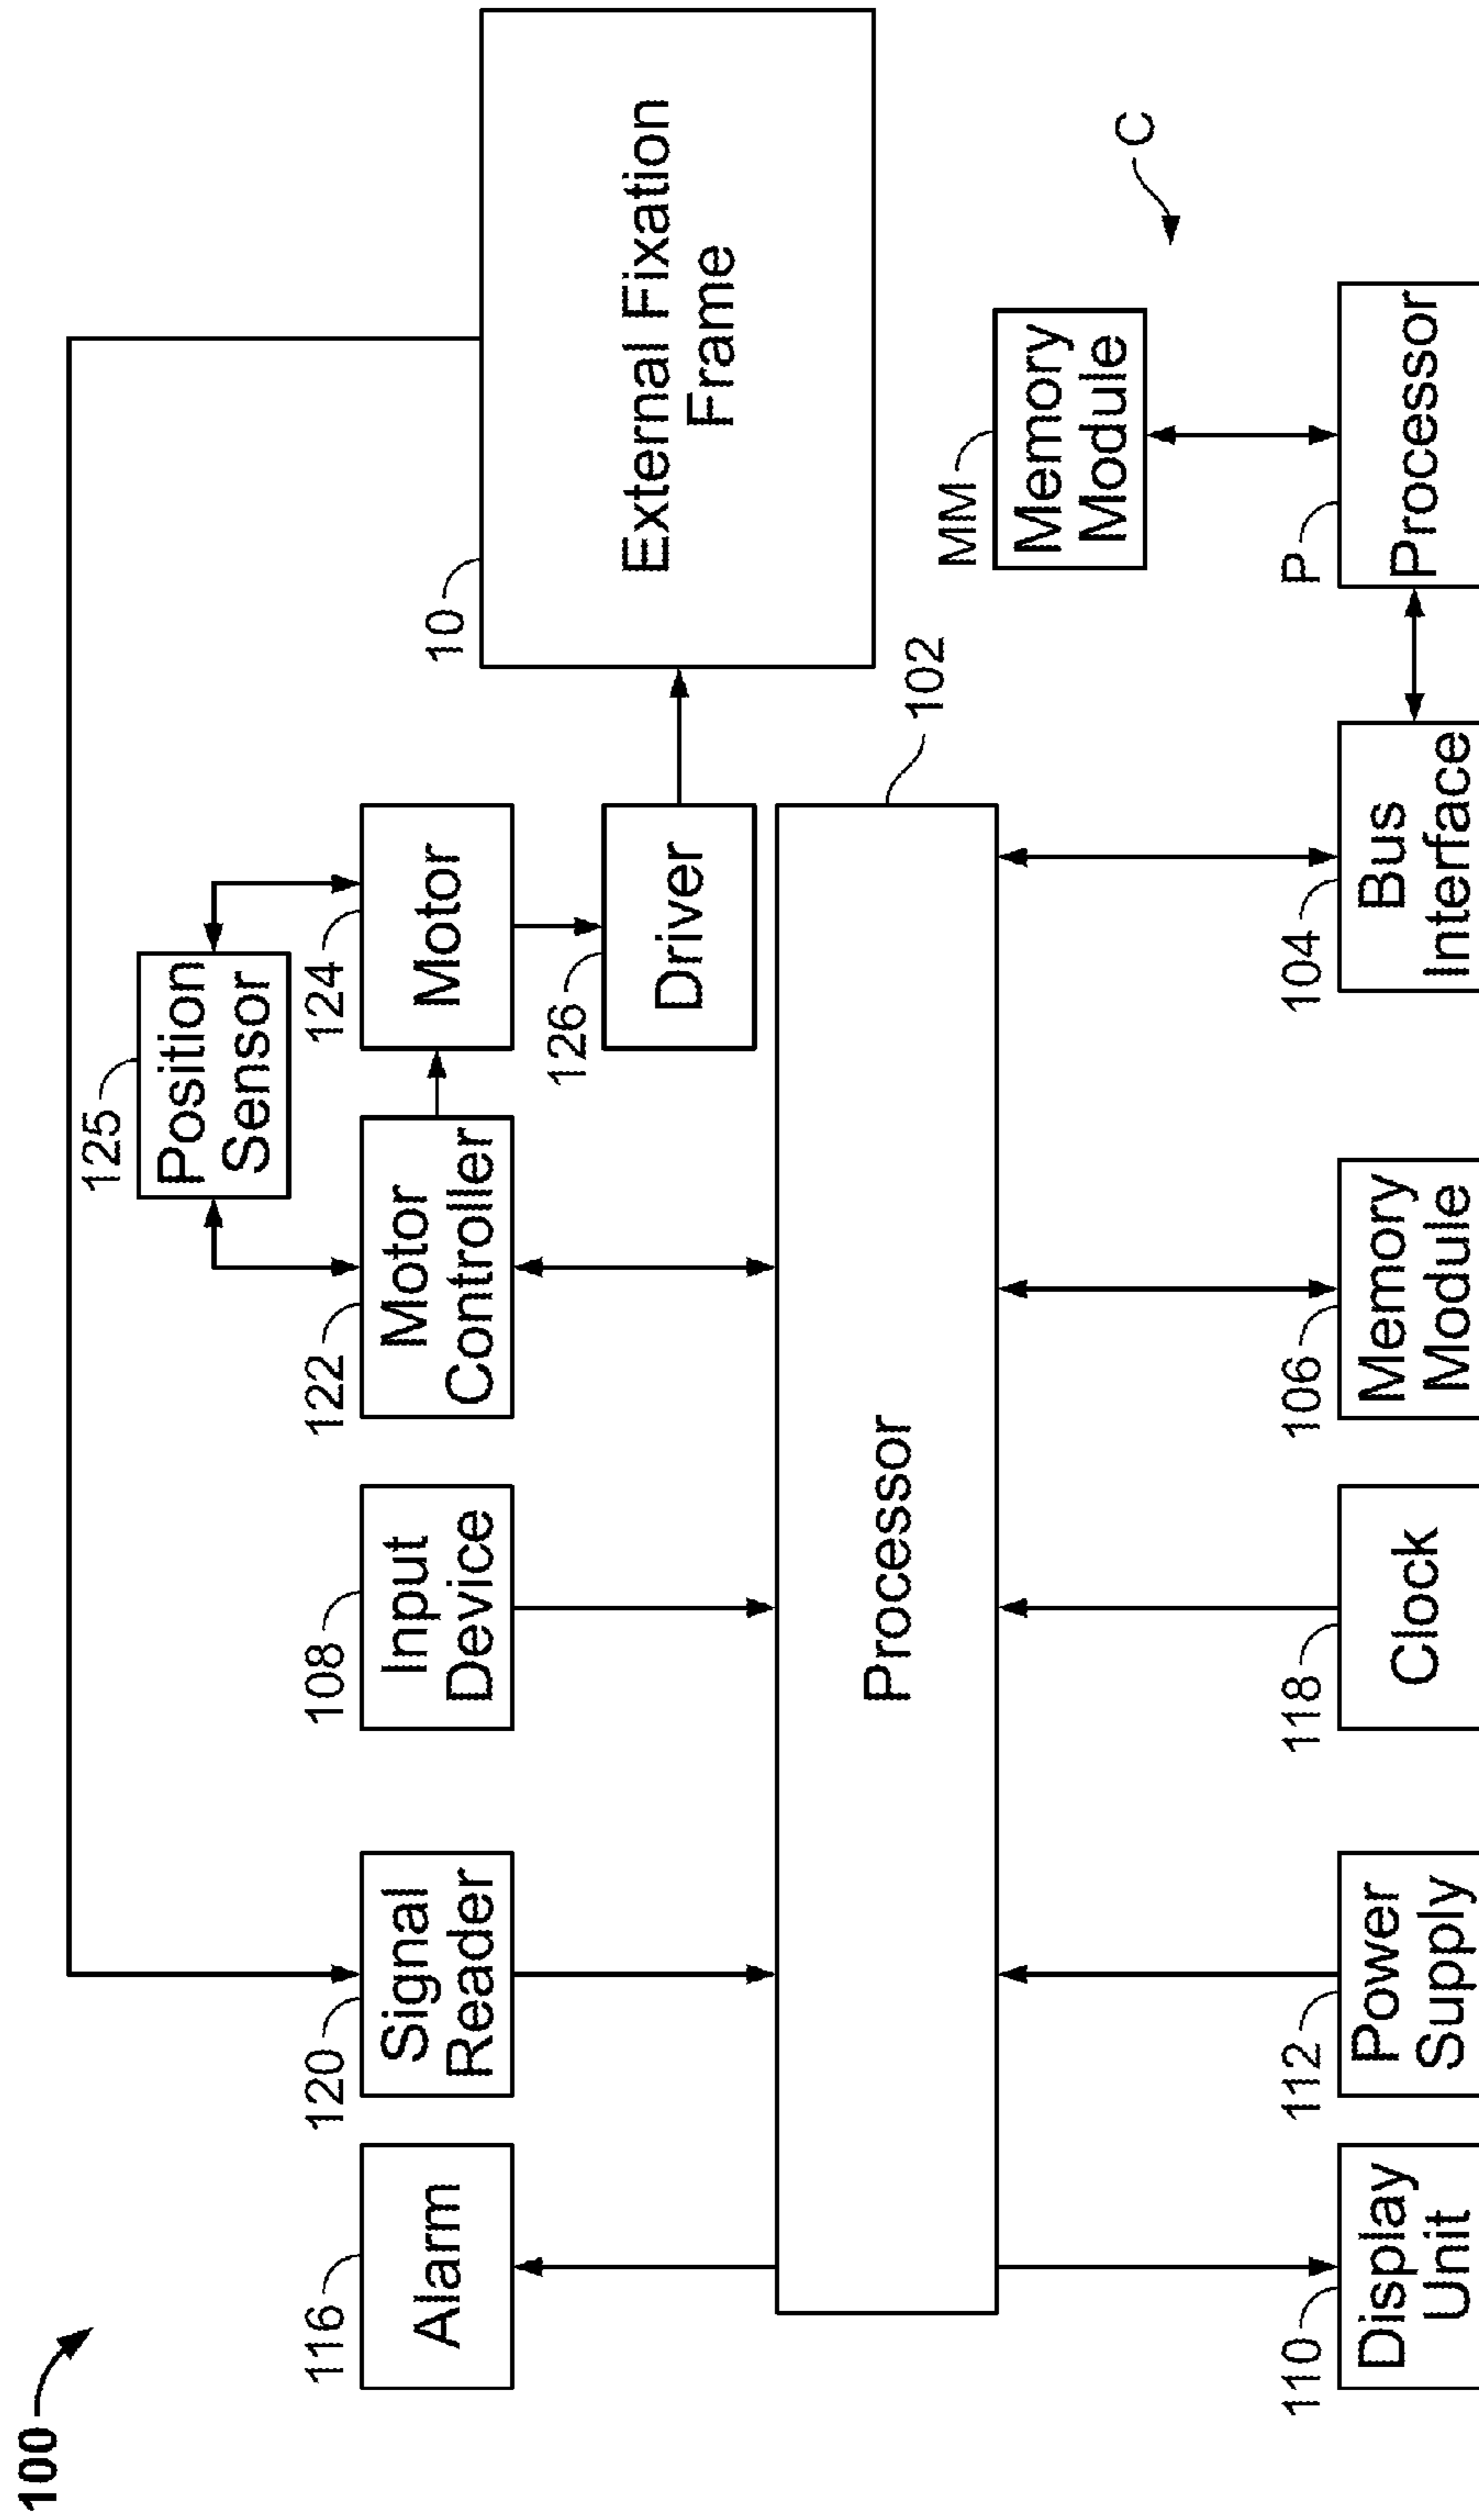 100
116
Alarm
120
Signal
Reader
108
Input
Device
122
Motor
Controller
125
Position
Sensor
124
Motor
126
Driver
10
External Fixation
Frame
102
Processor
110
Display
Unit
112
Power
Supply
118
Clock
106
Memory
Module
104
Bus
Interface
P
Processor
MM
Memory
Module
C